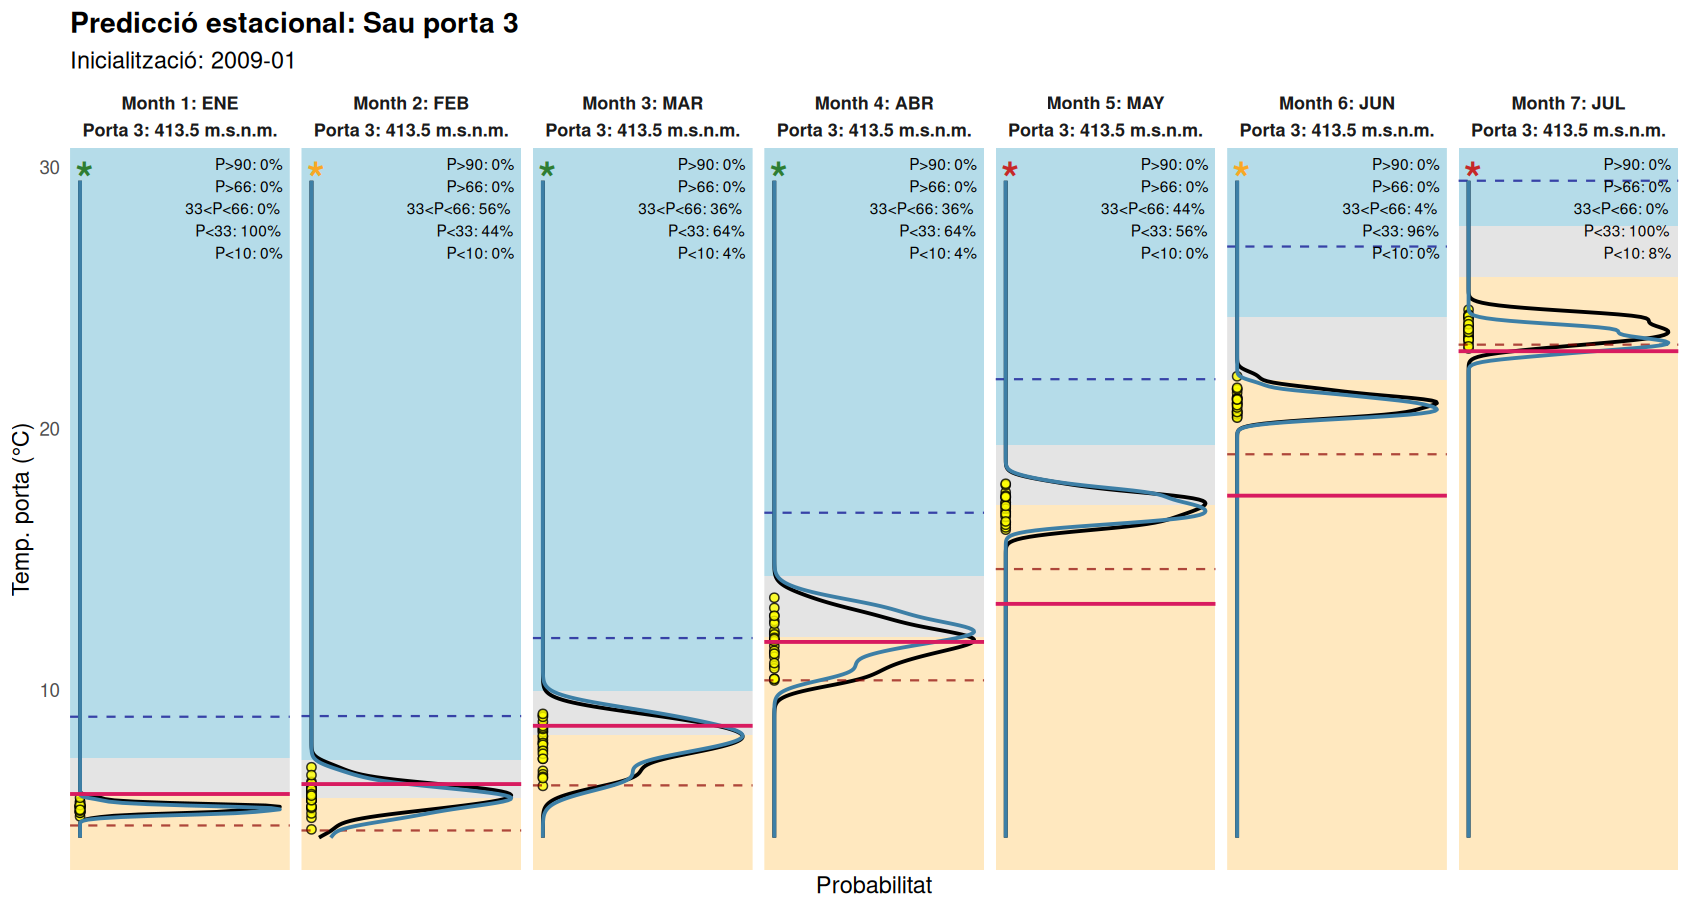 Predicció estacional: Sau porta 3
Inicialització: 2009-01
Month 1: ENE
Porta 3: 413.5 m.s.n.m.
Month 2: FEB
Porta 3: 413.5 m.s.n.m.
Month 3: MAR
Porta 3: 413.5 m.s.n.m.
Month 4: ABR
Porta 3: 413.5 m.s.n.m.
Month 5: MAY
Porta 3: 413.5 m.s.n.m.
Month 6: JUN
Porta 3: 413.5 m.s.n.m.
Month 7: JUL
Porta 3: 413.5 m.s.n.m.
Temp. porta (°C)
30
20
10
*
P>90: 0%
P>66: 0%
33<P<66: 0%
P<33: 100%
P<10: 0%
*
P>90: 0%
P>66: 0%
33<P<66: 56%
P<33: 44%
P<10: 0%
*
P>90: 0%
P>66: 0%
33<P<66: 36%
P<33: 64%
P<10: 4%
*
P>90: 0%
P>66: 0%
33<P<66: 36%
P<33: 64%
P<10: 4%
*
P>90: 0%
P>66: 0%
33<P<66: 44%
P<33: 56%
P<10: 0%
*
P>90: 0%
P>66: 0%
33<P<66: 4%
P<33: 96%
P<10: 0%
*
P>90: 0%
P>66: 0%
33<P<66: 0%
P<33: 100%
P<10: 8%
Probabilitat